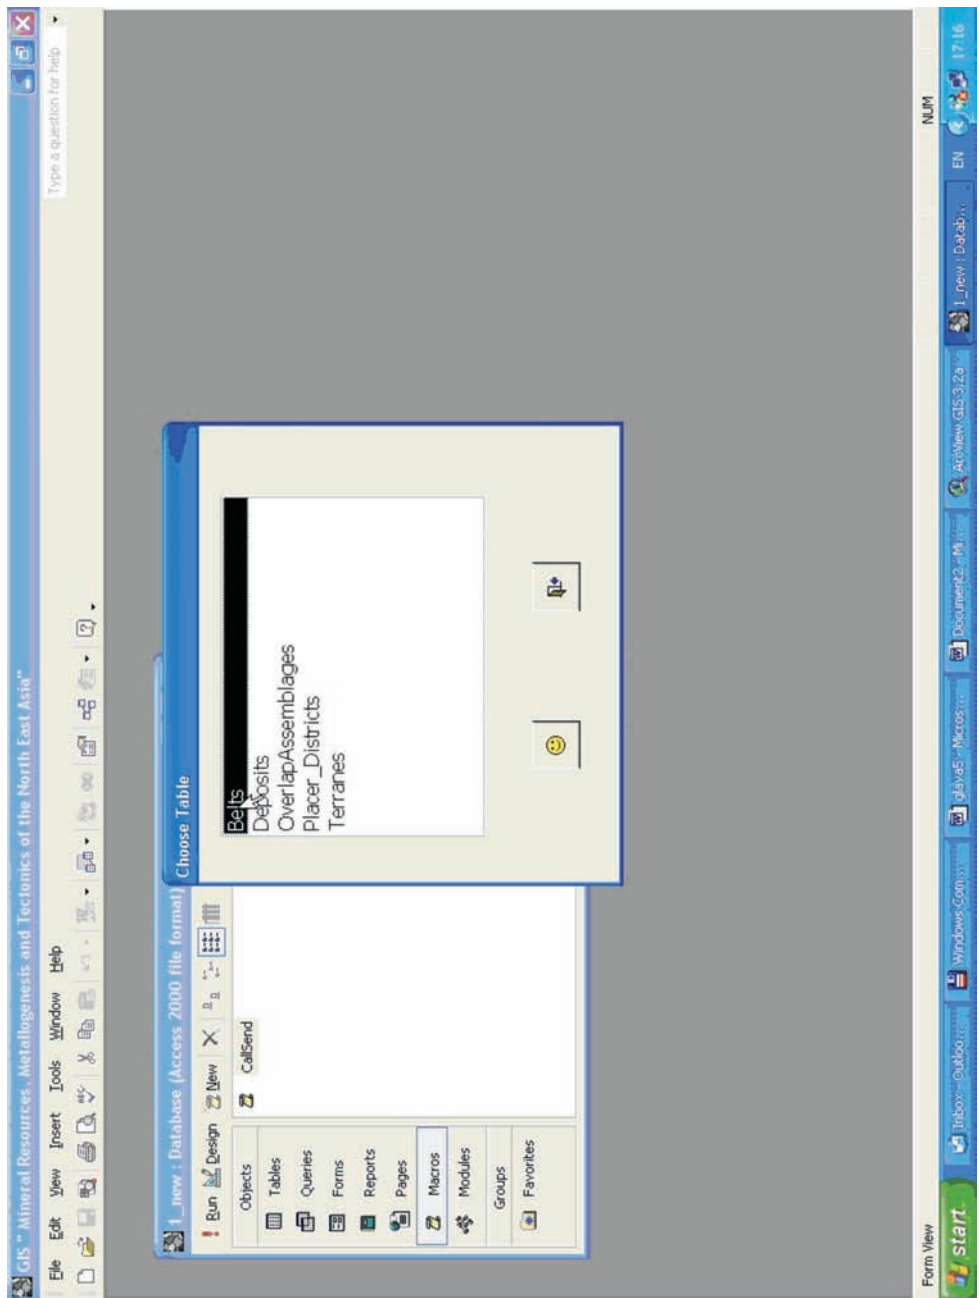 GIS " Mineral Resources, Metallogenesis and Tectonics of the North East Asia"
File Edit View Insert Tools Window Help
Type a question for help
1_new : Database (Access 2000 file format)
Run Design New
Objects
Tables
Queries
Forms
Reports
Pages
Macros
Modules
Groups
Favorites
CallSend
Choose Table
Belts
Deposits
OverlapAssemblages
Placer_Districts
Terranes
Form View
NUM
start
Inbox - Outloo...
Windows Com...
glava5 - Micros...
Document2 - Mi...
ArcView GIS 3.2a
1_new : Datab...
EN
17:16